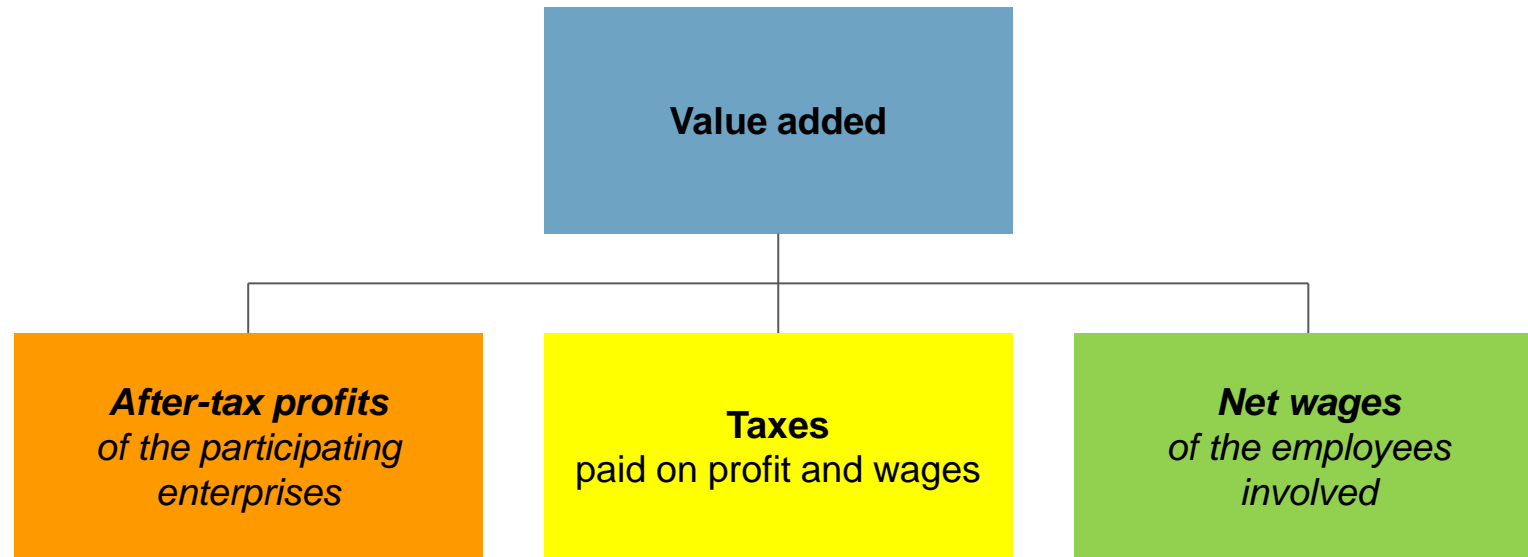 Value added
After-tax profits
of the participating
enterprises
Taxes
paid on profit and wages
Net wages
of the employees
involved